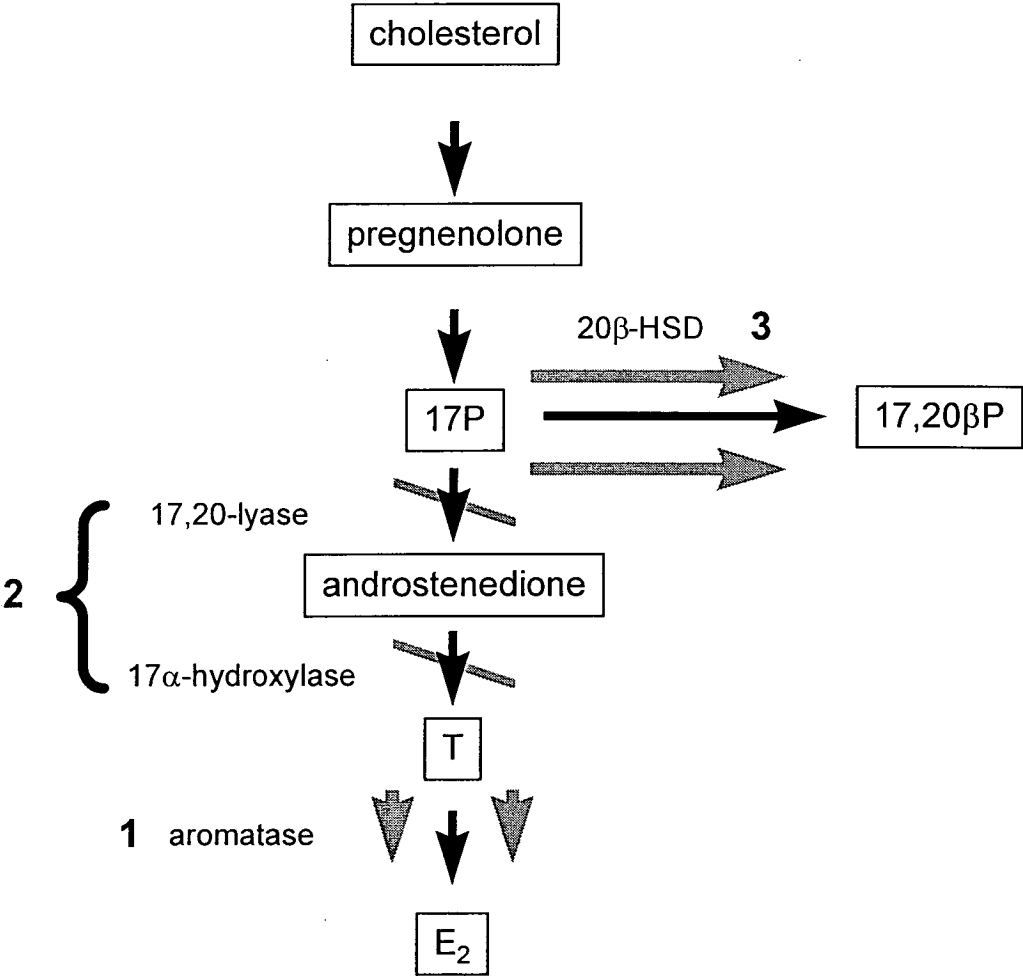 cholesterol
pregnenolone
20β-HSD 3
17P
17,20βP
17,20-lyase
androstenedione
2
17α-hydroxylase
T
1 aromatase
E₂